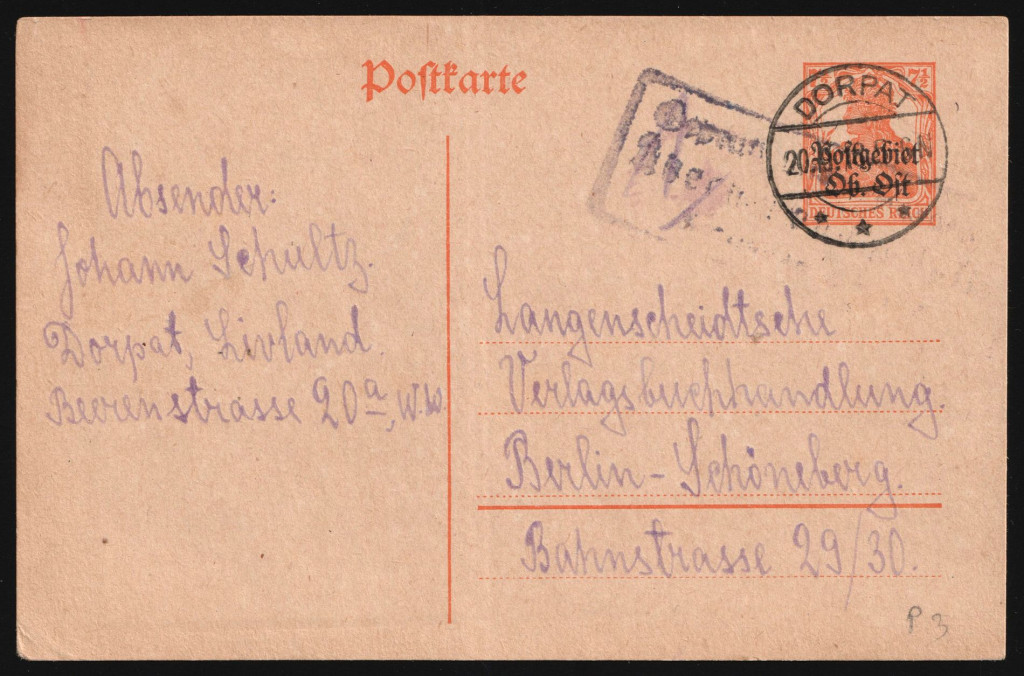 Postkarte
7½
DORPAT
20.
Postgebiet
Ob. Ost
DEUTSCHES REICH
Absender:
Johann Schultz.
Dorpat, Livland.
Beerenstrasse 20a, W. 10.
Langenscheidtsche
Verlagsbuchhandlung.
Berlin-Schöneberg.
Bahnstrasse 29/30.
P 3